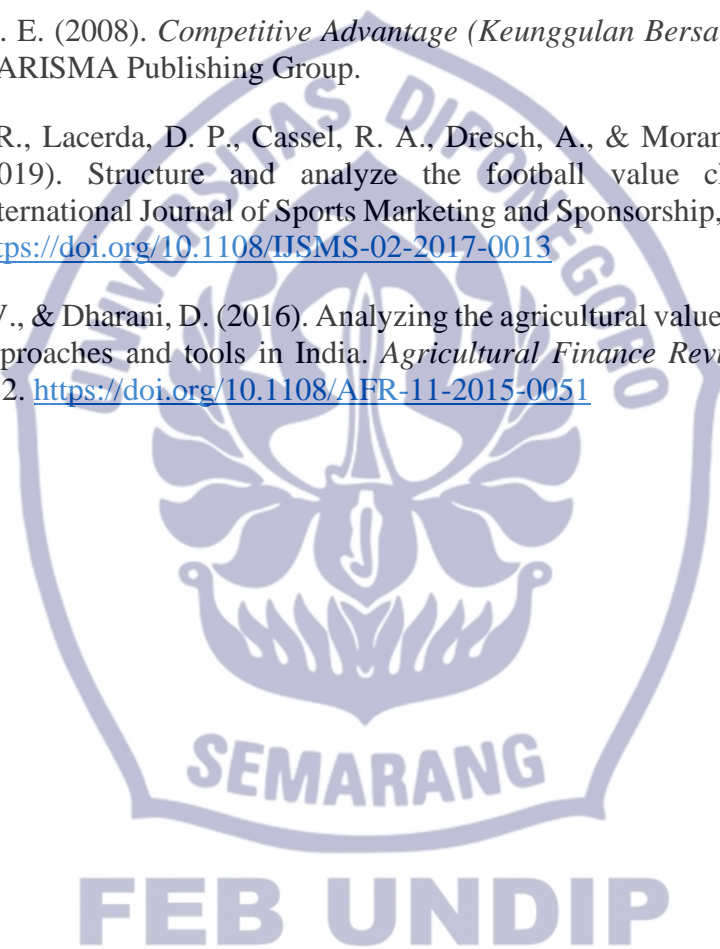 . E. (2008). Competitive Advantage (Keunggulan Bersa
ARISMA Publishing Group.
R., Lacerda, D. P., Cassel, R. A., Dresch, A., & Moran
019). Structure and analyze the football value c
ternational Journal of Sports Marketing and Sponsorship,
tps://doi.org/10.1108/IJSMS-02-2017-0013
V., & Dharani, D. (2016). Analyzing the agricultural value
proaches and tools in India. Agricultural Finance Revi
2. https://doi.org/10.1108/AFR-11-2015-0051
UNIVERSITAS DIPONEGORO
SEMARANG
FEB UNDIP